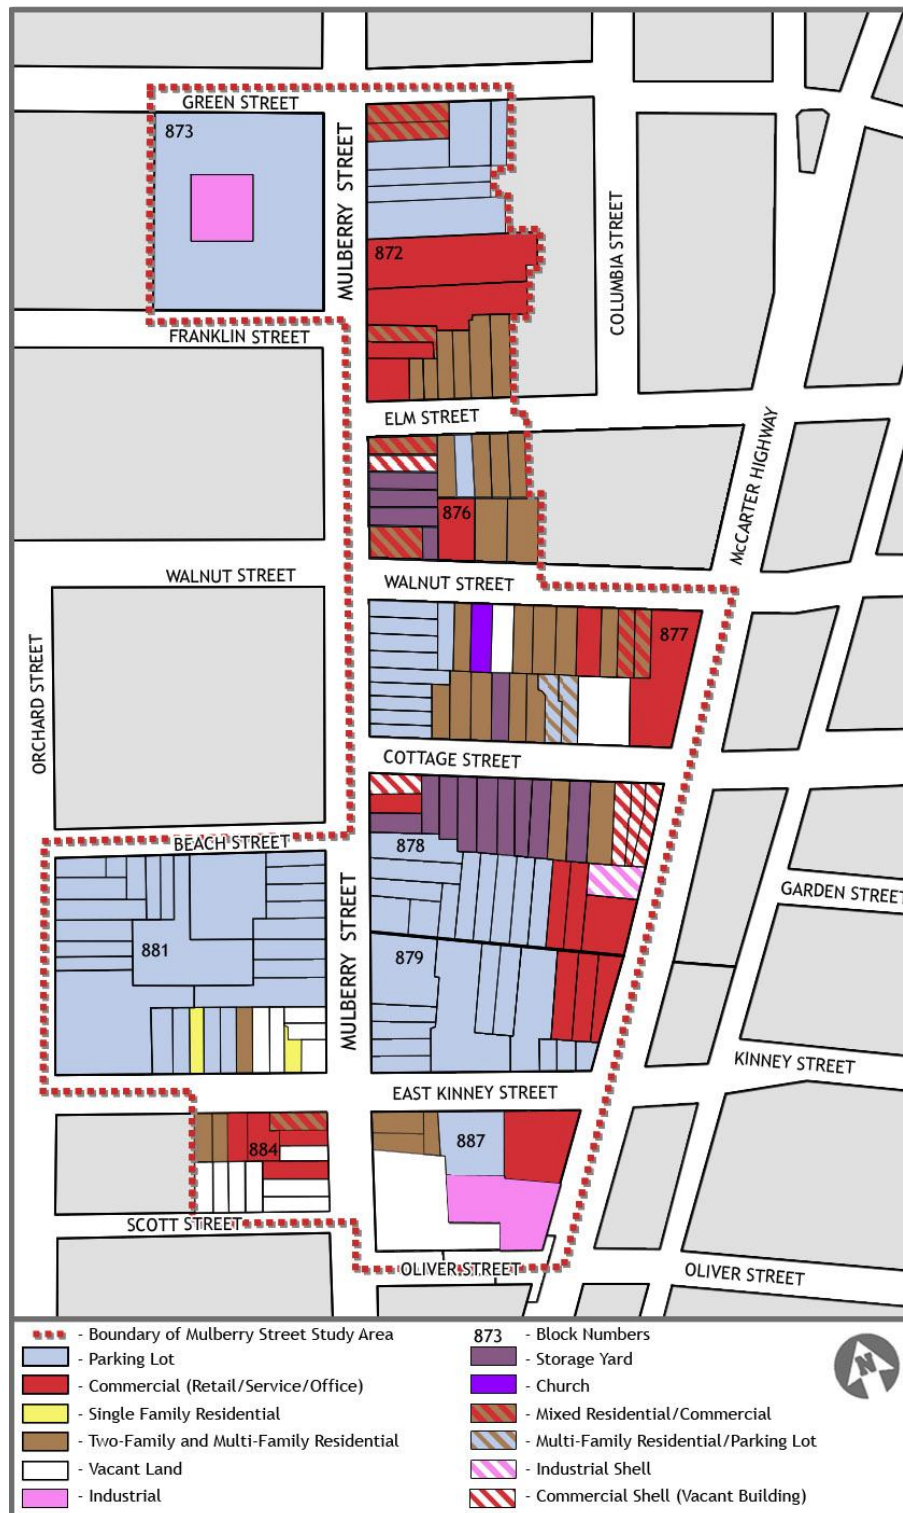 GREEN STREET
873
MULBERRY STREET
872
COLUMBIA STREET
FRANKLIN STREET
ELM STREET
McCARTER HIGHWAY
876
WALNUT STREET
WALNUT STREET
877
ORCHARD STREET
COTTAGE STREET
BEACH STREET
878
GARDEN STREET
881
MULBERRY STREET
879
KINNEY STREET
EAST KINNEY STREET
884
887
SCOTT STREET
OLIVER STREET
OLIVER STREET
- Boundary of Mulberry Street Study Area
- Parking Lot
- Commercial (Retail/Service/Office)
- Single Family Residential
- Two-Family and Multi-Family Residential
- Vacant Land
- Industrial
873 - Block Numbers
- Storage Yard
- Church
- Mixed Residential/Commercial
- Multi-Family Residential/Parking Lot
- Industrial Shell
- Commercial Shell (Vacant Building)
N